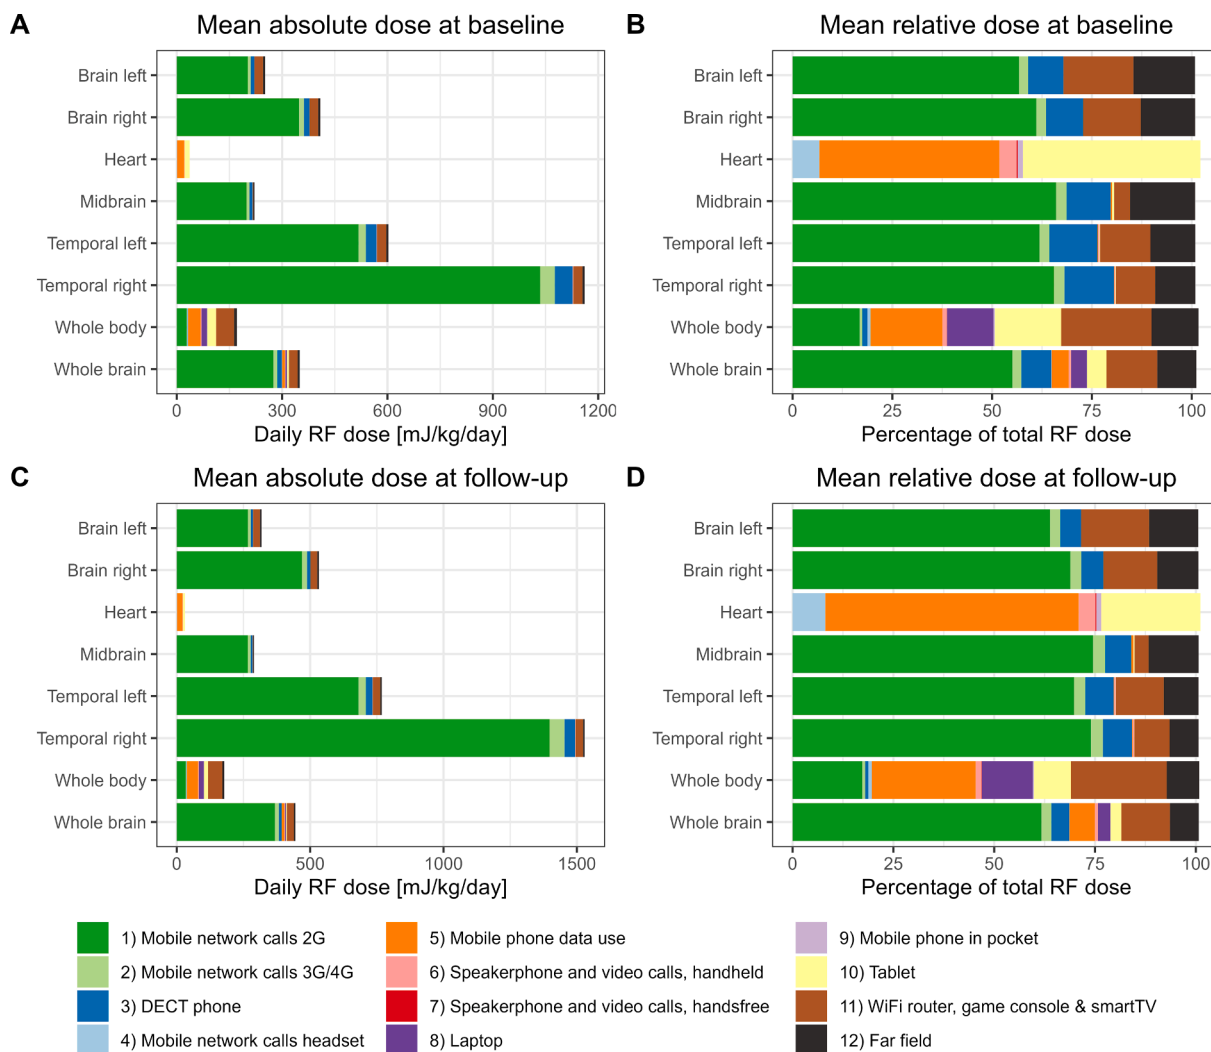 A
Mean absolute dose at baseline
Brain left
Brain right
Heart
Midbrain
Temporal left
Temporal right
Whole body
Whole brain
0 300 600 900 1200
Daily RF dose [mJ/kg/day]
B
Mean relative dose at baseline
Brain left
Brain right
Heart
Midbrain
Temporal left
Temporal right
Whole body
Whole brain
0 25 50 75 100
Percentage of total RF dose
C
Mean absolute dose at follow-up
Brain left
Brain right
Heart
Midbrain
Temporal left
Temporal right
Whole body
Whole brain
0 500 1000 1500
Daily RF dose [mJ/kg/day]
D
Mean relative dose at follow-up
Brain left
Brain right
Heart
Midbrain
Temporal left
Temporal right
Whole body
Whole brain
0 25 50 75 100
Percentage of total RF dose
1) Mobile network calls 2G
2) Mobile network calls 3G/4G
3) DECT phone
4) Mobile network calls headset
5) Mobile phone data use
6) Speakerphone and video calls, handheld
7) Speakerphone and video calls, handsfree
8) Laptop
9) Mobile phone in pocket
10) Tablet
11) WiFi router, game console & smartTV
12) Far field